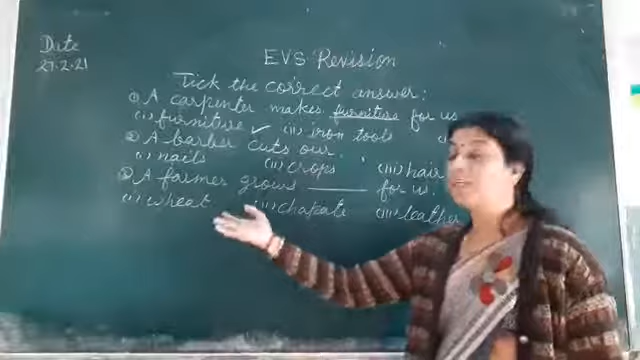 Date
27.2.21
EVS Revision
Tick the correct answer:
① A carpenter makes furniture for us
(i) furniture ✓ (ii) iron tools
② A barber cuts our.
(i) nails (ii) crops (iii) hair
③ A farmer grows ______ for us.
(i) wheat (ii) chapate (iii) leather